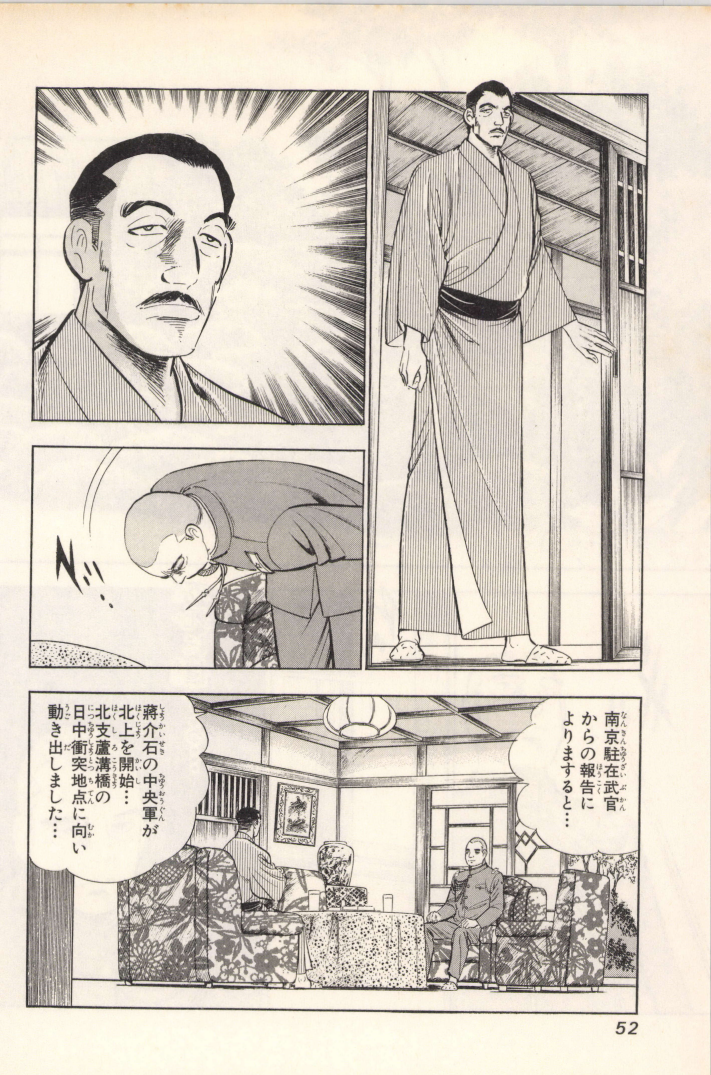 南京駐在武官
からの報告に
よりますると…
蔣介石の中央軍が
北上を開始…
北支蘆溝橋の
日中衝突地点に向い
動き出しました…
52